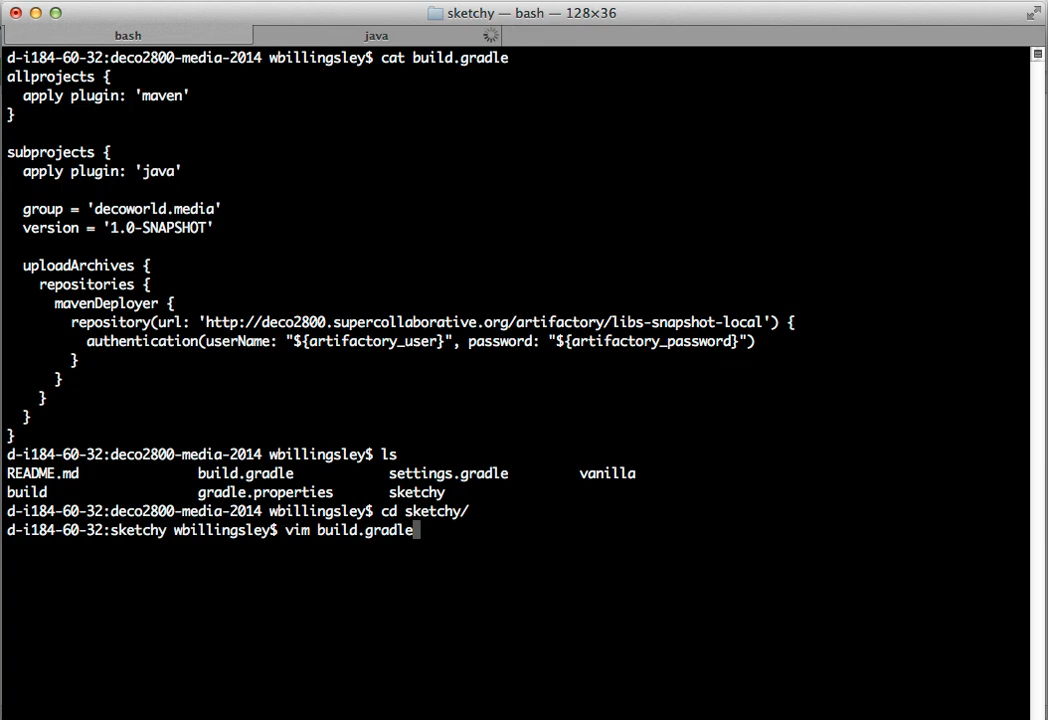 sketchy — bash — 128×36
bash
java
d-i184-60-32:deco2800-media-2014 wbillingsley$ cat build.gradle
allprojects {
  apply plugin: 'maven'
}
subprojects {
  apply plugin: 'java'
  group = 'decoworld.media'
  version = '1.0-SNAPSHOT'
  uploadArchives {
    repositories {
      mavenDeployer {
        repository(url: 'http://deco2800.supercollaborative.org/artifactory/libs-snapshot-local') {
          authentication(userName: "${artifactory_user}", password: "${artifactory_password}")
        }
      }
    }
  }
}
d-i184-60-32:deco2800-media-2014 wbillingsley$ ls
README.md build.gradle settings.gradle vanilla
build gradle.properties sketchy
d-i184-60-32:deco2800-media-2014 wbillingsley$ cd sketchy/
d-i184-60-32:sketchy wbillingsley$ vim build.gradle